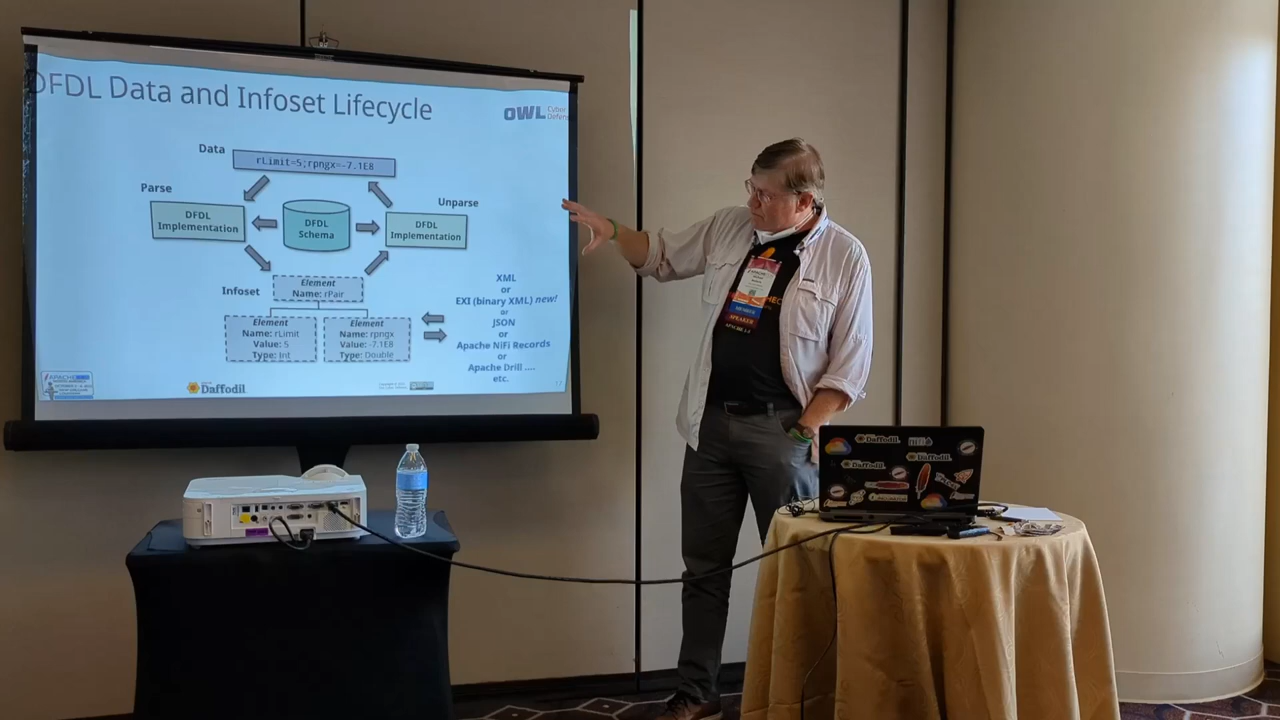 DFDL Data and Infoset Lifecycle
OWL Cyber
Defense
Data
rLimit=5;rpngx=-7.1E8
Parse
Unparse
DFDL
Implementation
DFDL
Schema
DFDL
Implementation
Infoset
Element
Name: rPair
Element
Name: rLimit
Value: 5
Type: Int
Element
Name: rpngx
Value: -7.1E8
Type: Double
XML
or
EXI (binary XML) new!
or
JSON
or
Apache NiFi Records
or
Apache Drill ....
etc.
APACHE
Daffodil
17
SPEAKER
Daffodil
nifi
Daffodil
Daffodil